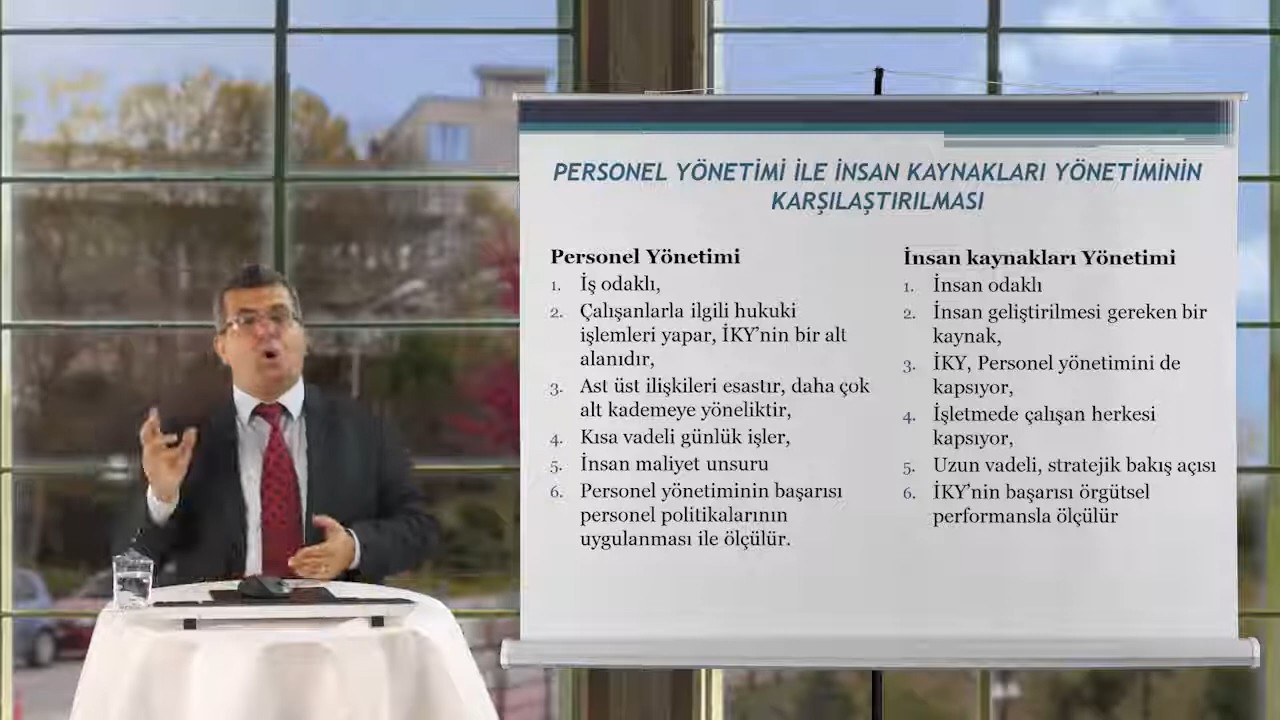 PERSONEL YÖNETİMİ İLE İNSAN KAYNAKLARI YÖNETİMİNİN
KARŞILAŞTIRILMASI
Personel Yönetimi
1. İş odaklı,
2. Çalışanlarla ilgili hukuki
işlemleri yapar, İKY'nin bir alt
alanıdır,
3. Ast üst ilişkileri esastır, daha çok
alt kademeye yöneliktir,
4. Kısa vadeli günlük işler,
5. İnsan maliyet unsuru
6. Personel yönetiminin başarısı
personel politikalarının
uygulanması ile ölçülür.
İnsan kaynakları Yönetimi
1. İnsan odaklı
2. İnsan geliştirilmesi gereken bir
kaynak,
3. İKY, Personel yönetimini de
kapsıyor,
4. İşletmede çalışan herkesi
kapsıyor,
5. Uzun vadeli, stratejik bakış açısı
6. İKY'nin başarısı örgütsel
performansla ölçülür